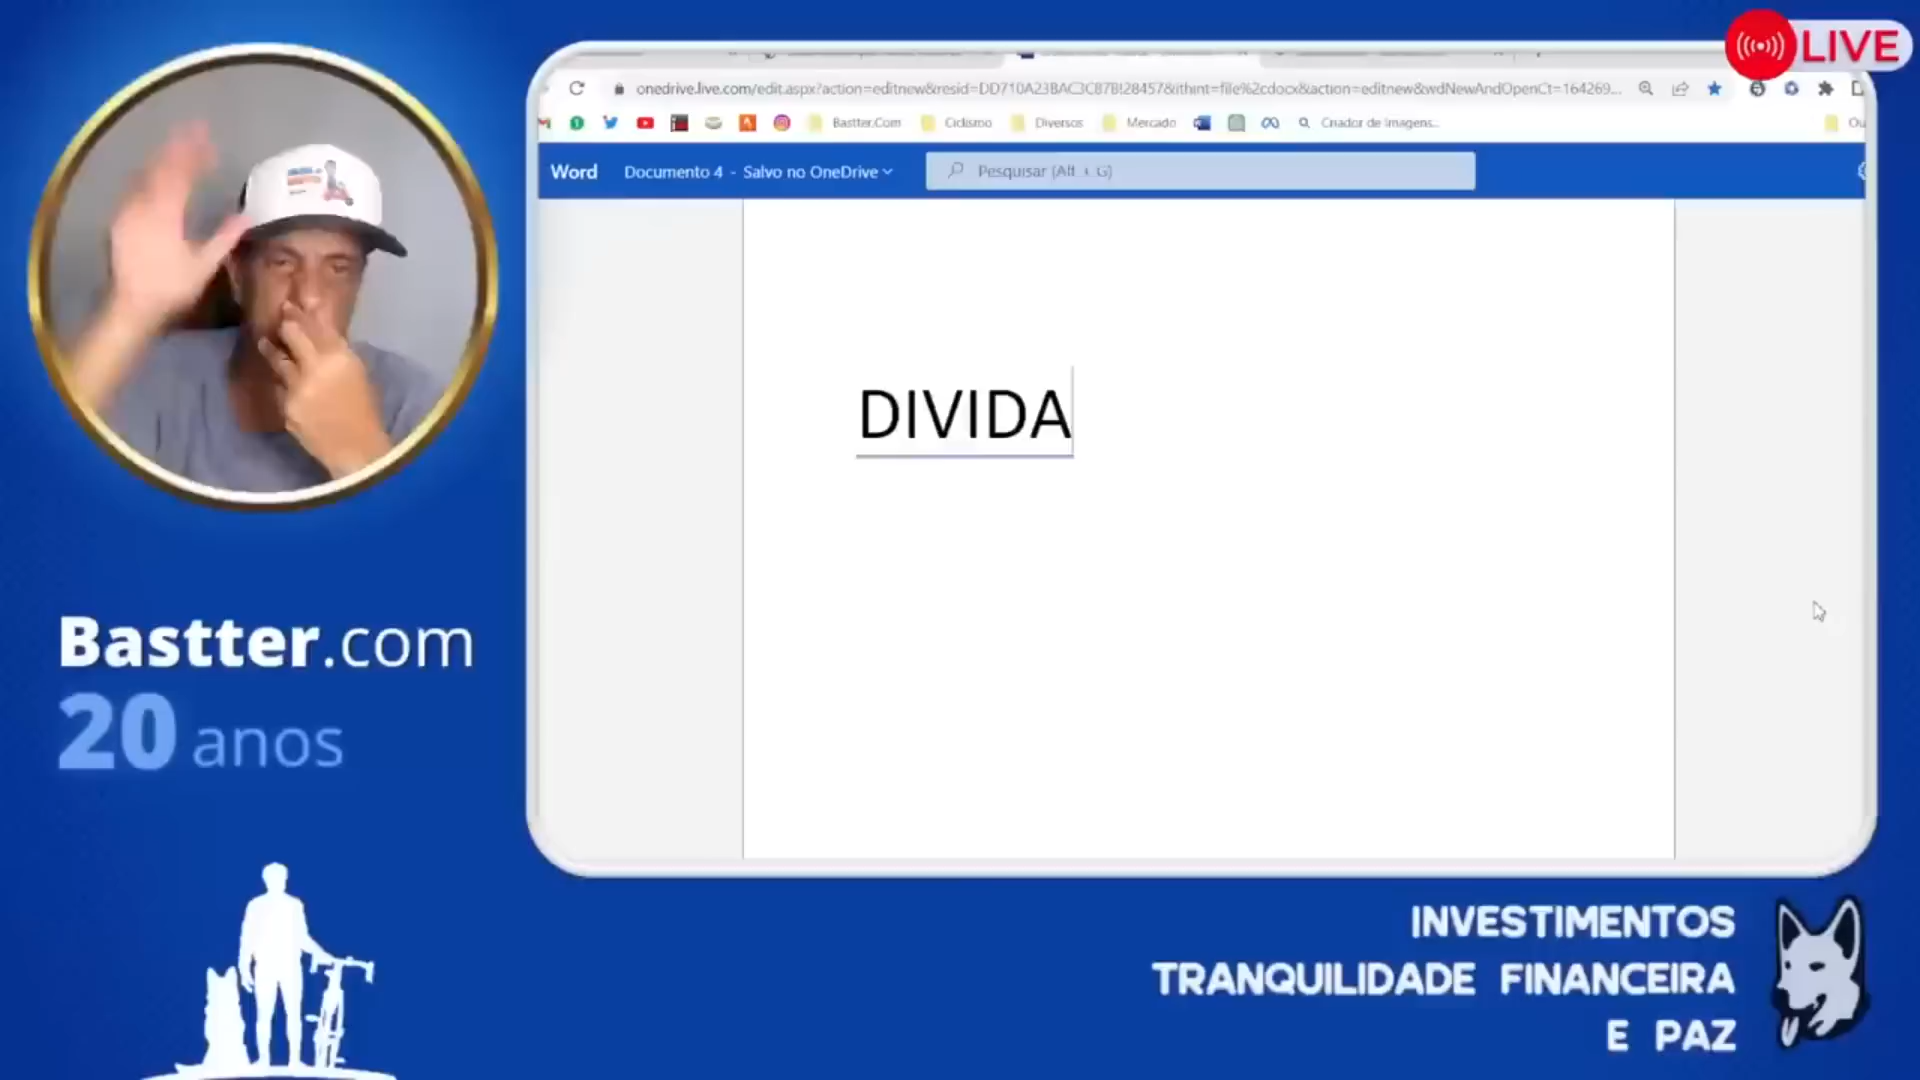 LIVE
onedrive.live.com/edit.aspx?action=editnew&resid=DD710A23BAC3C87B!28457&ithint=file%2cdocx&action=editnew&wdNewAndOpenCt=164269...
Bastter.Com Ciclismo Diversos Mercado Criador de Imagens...
Word Documento 4 - Salvo no OneDrive Pesquisar (Alt + G)
DIVIDA
Bastter.com
20 anos
INVESTIMENTOS
TRANQUILIDADE FINANCEIRA
E PAZ